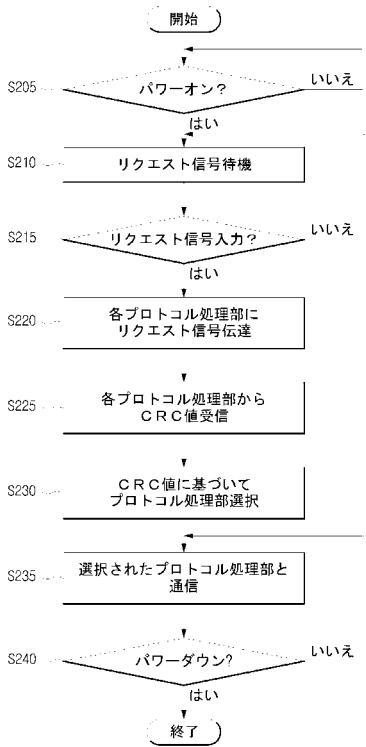 開始
S205
パワーオン？
いいえ
はい
S210
リクエスト信号待機
S215
リクエスト信号入力？
いいえ
はい
S220
各プロトコル処理部に
リクエスト信号伝達
S225
各プロトコル処理部から
ＣＲＣ値受信
S230
ＣＲＣ値に基づいて
プロトコル処理部選択
S235
選択されたプロトコル処理部と
通信
S240
パワーダウン?
いいえ
はい
終了